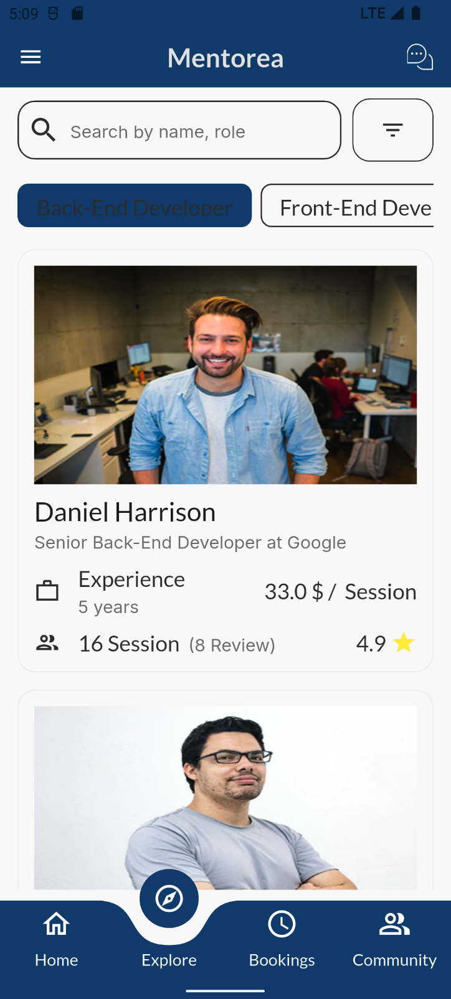 5:09 LTE
Mentorea
Search by name, role
Back-End Developer Front-End Deve
Daniel Harrison
Senior Back-End Developer at Google
Experience
5 years
33.0 $ / Session
16 Session (8 Review) 4.9
Home Explore Bookings Community